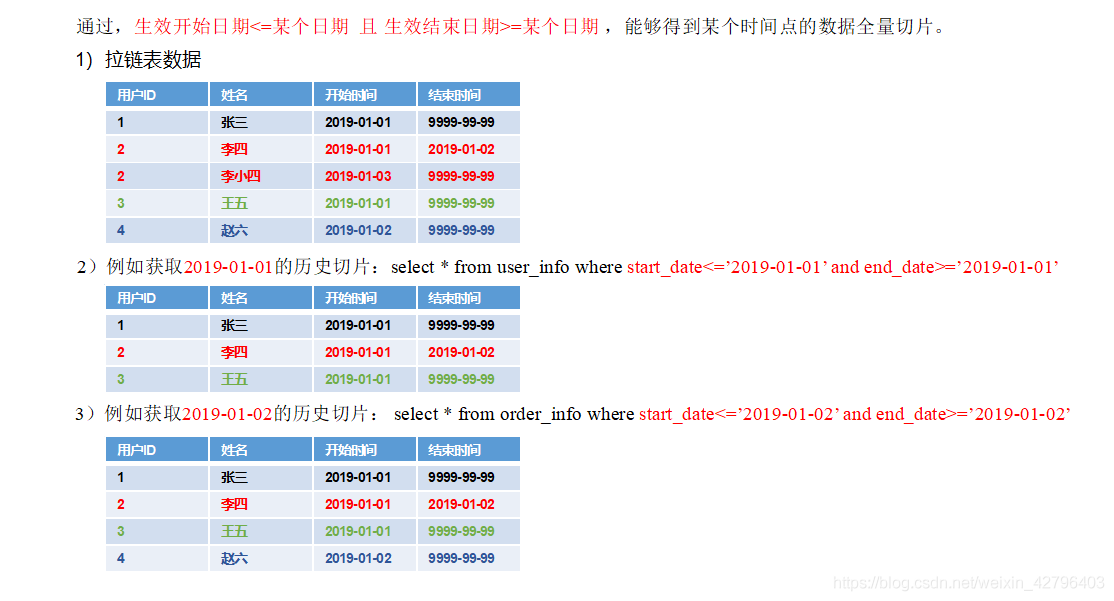 通过，生效开始日期<=某个日期 且 生效结束日期>=某个日期 ，能够得到某个时间点的数据全量切片。
1）拉链表数据
用户ID 姓名 开始时间 结束时间
1 张三 2019-01-01 9999-99-99
2 李四 2019-01-01 2019-01-02
2 李小四 2019-01-03 9999-99-99
3 王五 2019-01-01 9999-99-99
4 赵六 2019-01-02 9999-99-99
2）例如获取2019-01-01的历史切片：select * from user_info where start_date<=’2019-01-01’ and end_date>=’2019-01-01’
用户ID 姓名 开始时间 结束时间
1 张三 2019-01-01 9999-99-99
2 李四 2019-01-01 2019-01-02
3 王五 2019-01-01 9999-99-99
3）例如获取2019-01-02的历史切片： select * from order_info where start_date<=’2019-01-02’ and end_date>=’2019-01-02’
用户ID 姓名 开始时间 结束时间
1 张三 2019-01-01 9999-99-99
2 李四 2019-01-01 2019-01-02
3 王五 2019-01-01 9999-99-99
4 赵六 2019-01-02 9999-99-99
https://blog.csdn.net/weixin_42796403